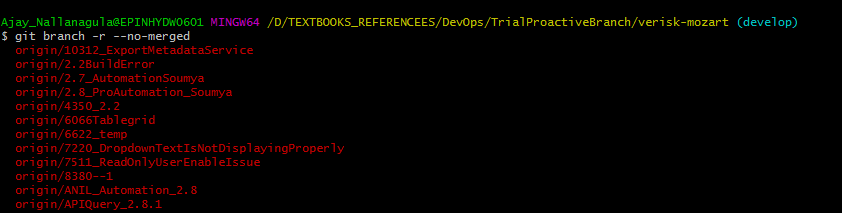 Ajay_Nallanagula@EPINHYDW0601 MINGW64 /D/TEXTBOOKS_REFERENCEES/DevOps/TrialProactiveBranch/verisk-mozart (develop)
$ git branch -r --no-merged
origin/10312_ExportMetadataService
origin/2.2BuildError
origin/2.7_AutomationSoumya
origin/2.8_ProAutomation_Soumya
origin/4350_2.2
origin/6066Tablegrid
origin/6622_temp
origin/7220_DropdownTextIsNotDisplayingProperly
origin/7511_ReadOnlyUserEnableIssue
origin/8380--1
origin/ANIL_Automation_2.8
origin/APIQuery_2.8.1